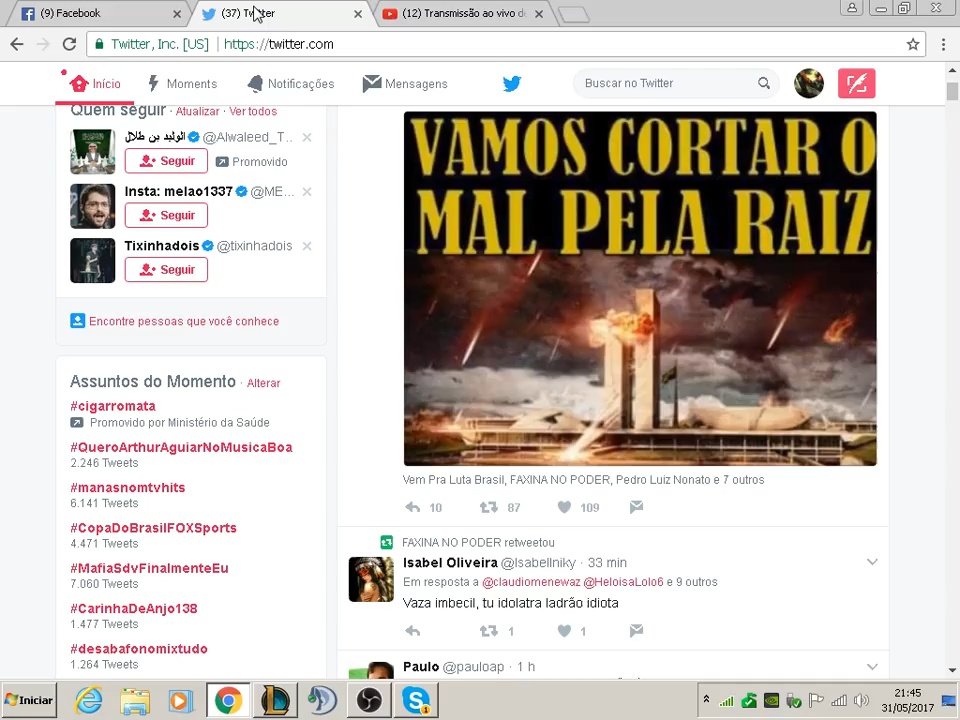 (9) Facebook
(37) Twitter
(12) Transmissão ao vivo de
Twitter, Inc. [US]
https://twitter.com
Início
Moments
Notificações
Mensagens
Buscar no Twitter
Quem seguir · Atualizar · Ver todos
الوليد بن طلال @Alwaleed_T...
Seguir
Promovido
Insta: melao1337 @ME...
Seguir
Tixinhadois @tixinhadois
Seguir
Encontre pessoas que você conhece
Assuntos do Momento · Alterar
#cigarromata
Promovido por Ministério da Saúde
#QueroArthurAguiarNoMusicaBoa
2.246 Tweets
#manasnomtvhits
6.141 Tweets
#CopaDoBrasilFOXSports
4.471 Tweets
#MafiaSdvFinalmenteEu
7.060 Tweets
#CarinhaDeAnjo138
1.477 Tweets
#desabafonomixtudo
1.264 Tweets
VAMOS CORTAR O
MAL PELA RAIZ
Vem Pra Luta Brasil, FAXINA NO PODER, Pedro Luiz Nonato e 7 outros
10 87 109
FAXINA NO PODER retweetou
Isabel Oliveira @IsabelIniky · 33 min
Em resposta a @claudiomenewaz @HeloisaLolo6 e 9 outros
Vaza imbecil, tu idolatra ladrão idiota
1 1
Paulo @pauloap · 1 h
Iniciar
1
21:45
31/05/2017